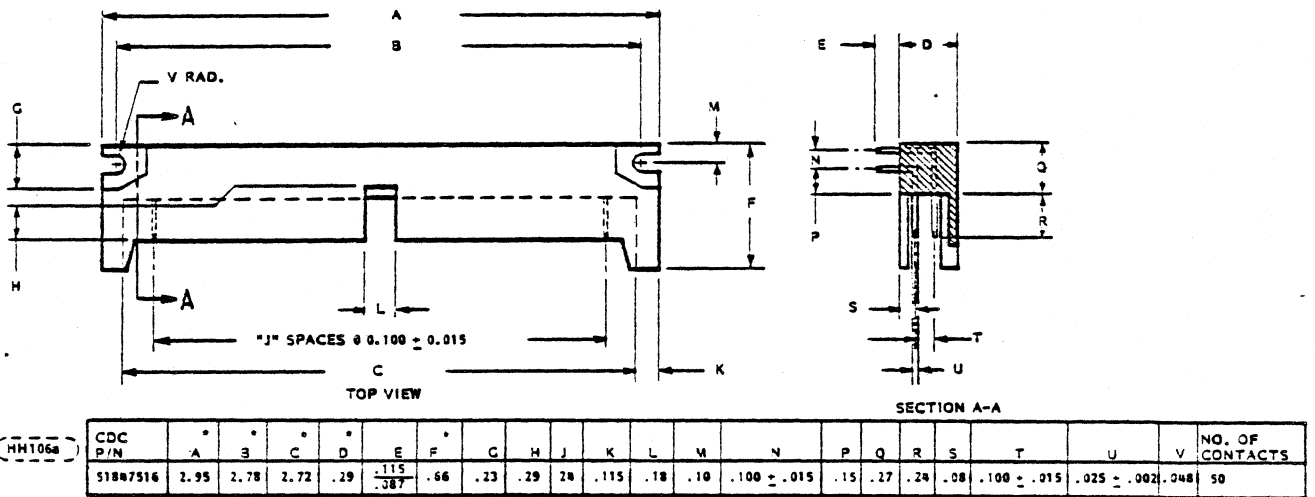 A
B
E D
V RAD.
G
A
M
N
Q
F
P
R
H
A
L
S
"J" SPACES @ 0.100 ± 0.015
T
C K
U
TOP VIEW
SECTION A-A
HH106a
CDC P/N A* B* C* D* E F* G H J K L M N P Q R S T U V NO. OF CONTACTS
51847516 2.95 2.78 2.72 .29 .115/.087 .66 .23 .29 24 .115 .18 .10 .100 ± .015 .15 .27 .24 .08 .100 ± .015 .025 ± .002 .048 50